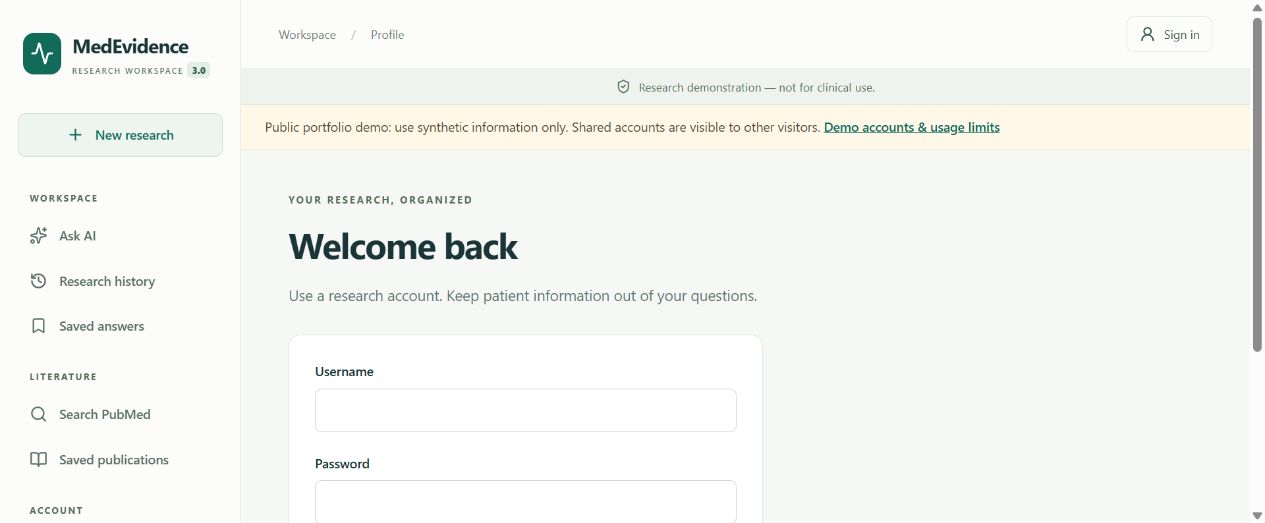 MedEvidence
RESEARCH WORKSPACE 3.0
New research
WORKSPACE
Ask AI
Research history
Saved answers
LITERATURE
Search PubMed
Saved publications
ACCOUNT
Workspace / Profile
Sign in
Research demonstration — not for clinical use.
Public portfolio demo: use synthetic information only. Shared accounts are visible to other visitors. Demo accounts & usage limits
YOUR RESEARCH, ORGANIZED
Welcome back
Use a research account. Keep patient information out of your questions.
Username
Password